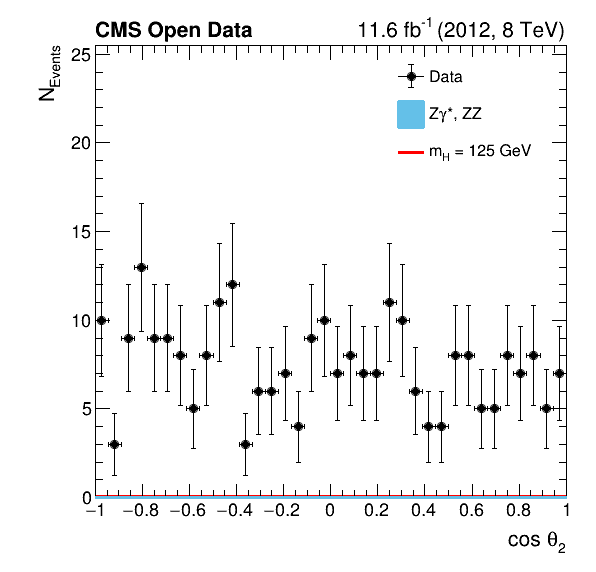 CMS Open Data 11.6 fb⁻¹ (2012, 8 TeV)
N_Events
25
20
15
10
5
0
Data
Zγ*, ZZ
m_H = 125 GeV
−1 −0.8 −0.6 −0.4 −0.2 0 0.2 0.4 0.6 0.8 1
cos θ₂